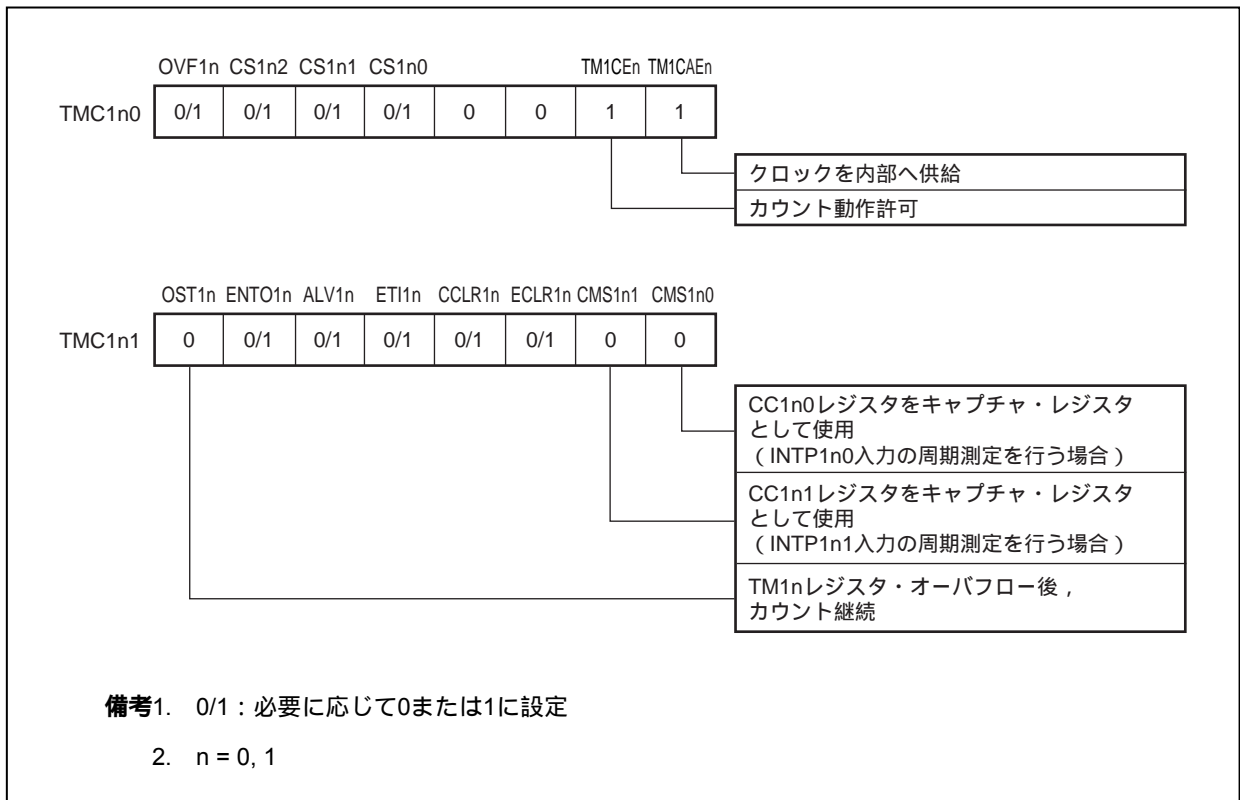 OVF1n CS1n2 CS1n1 CS1n0 TM1CEn TM1CAEn
TMC1n0 0/1 0/1 0/1 0/1 0 0 1 1
クロックを内部へ供給
カウント動作許可
OST1n ENTO1n ALV1n ETI1n CCLR1n ECLR1n CMS1n1 CMS1n0
TMC1n1 0 0/1 0/1 0/1 0/1 0/1 0 0
CC1n0レジスタをキャプチャ・レジスタ
として使用
（INTP1n0入力の周期測定を行う場合）
CC1n1レジスタをキャプチャ・レジスタ
として使用
（INTP1n1入力の周期測定を行う場合）
TM1nレジスタ・オーバフロー後，
カウント継続
備考1. 0/1：必要に応じて0または1に設定
2. n = 0, 1